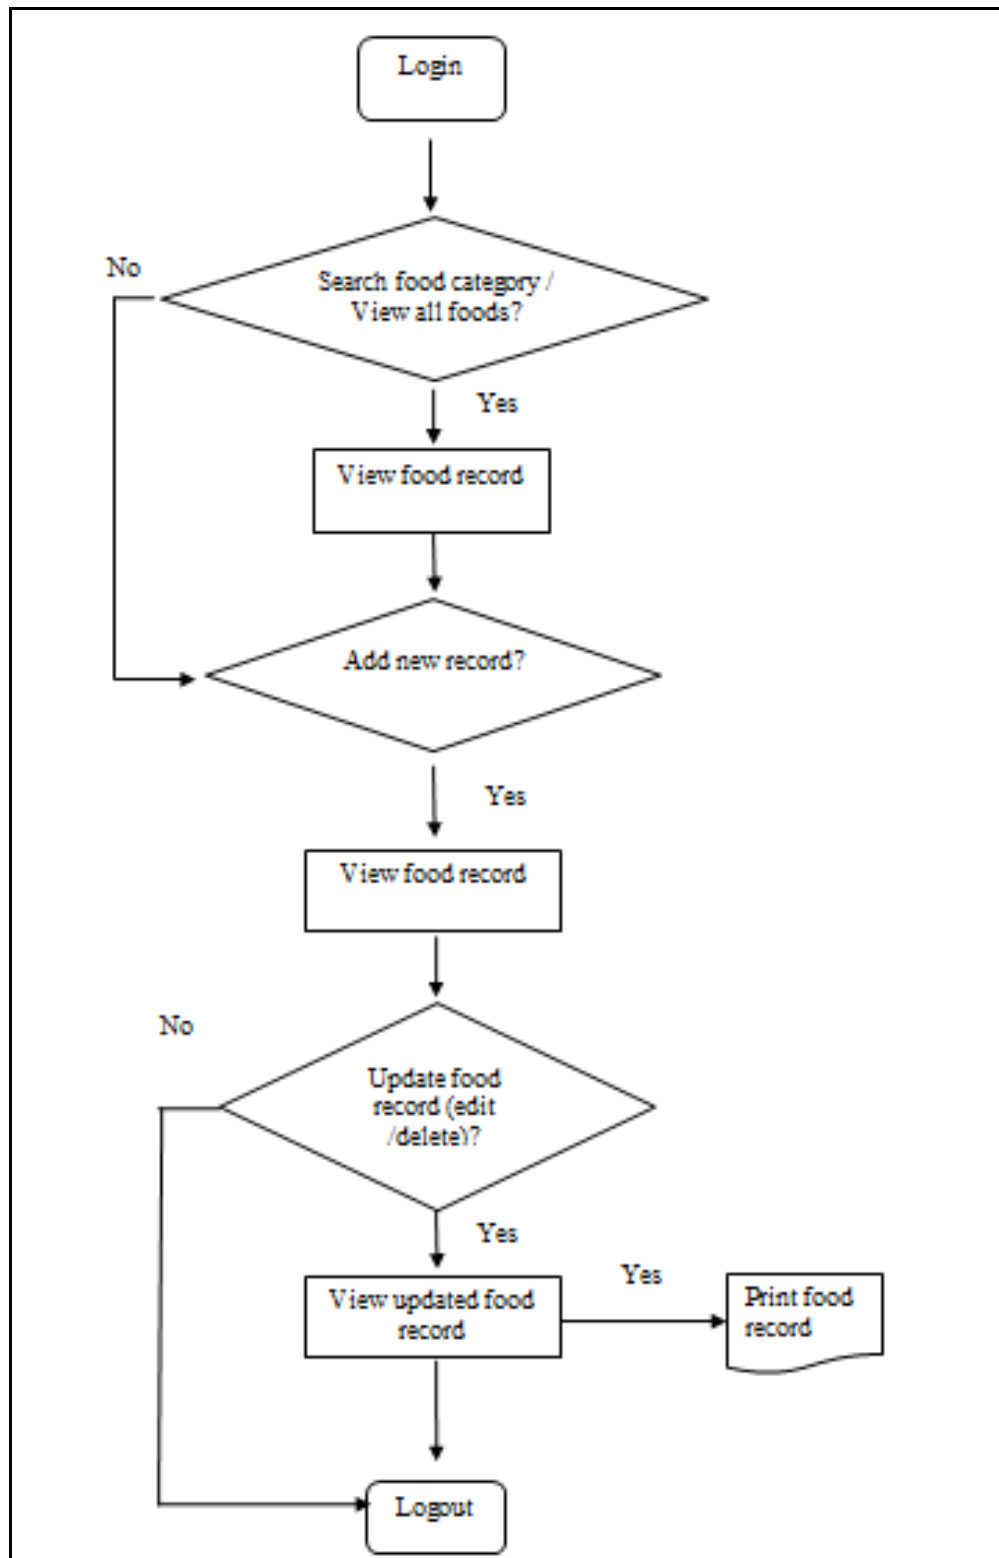 Login
No
Search food category /
View all foods?
Yes
View food record
Add new record?
Yes
View food record
No
Update food
record (edit
/delete)?
Yes
Yes
View updated food
record
Print food
record
Logout